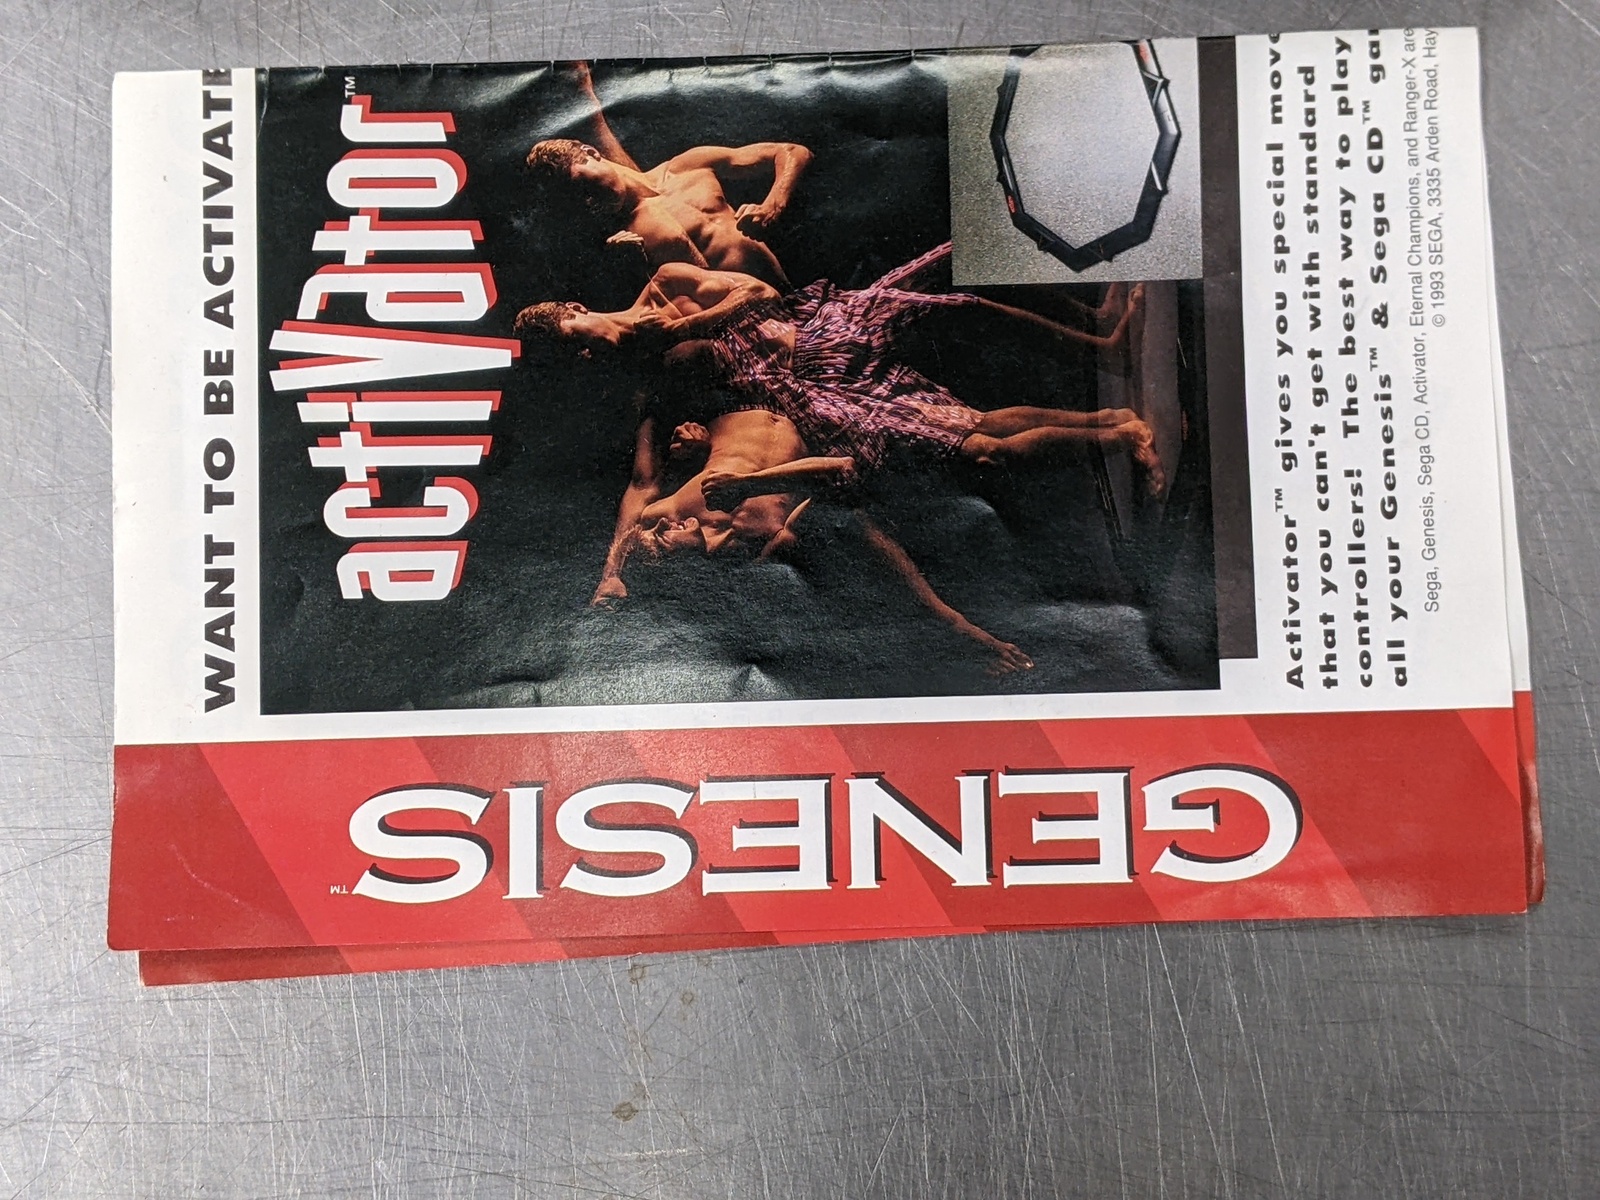 WANT TO BE ACTIVATE
actiVator™
Activator™ gives you special move
that you can't get with standard
controllers! The best way to play
all your Genesis™ & Sega CD™ gam
Sega, Genesis, Sega CD, Activator, Eternal Champions, and Ranger-X are
© 1993 SEGA, 3335 Arden Road, Hay
GENESIS™